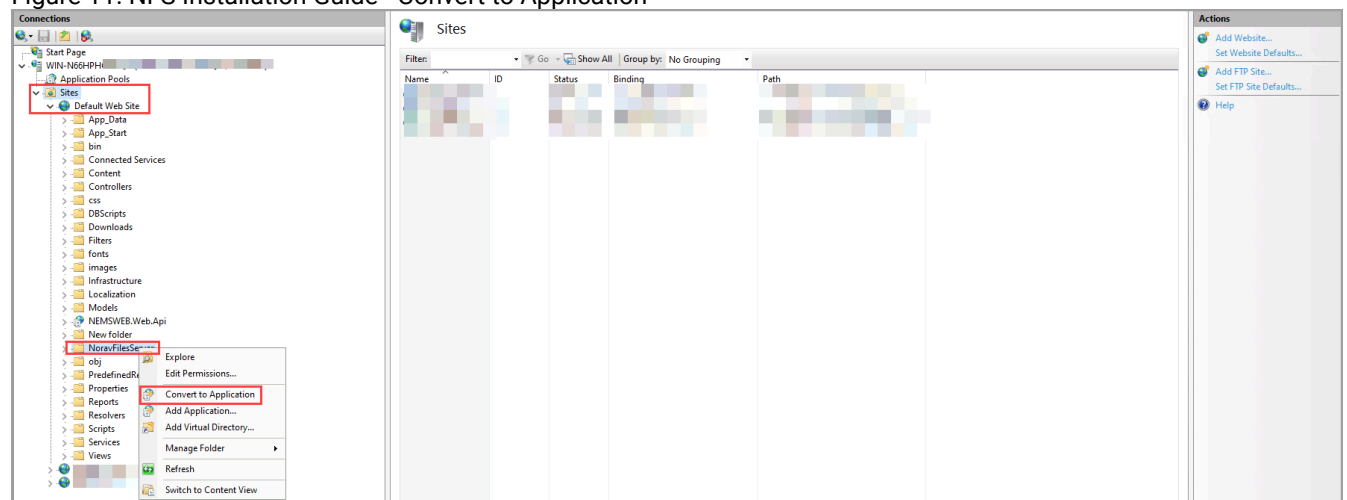 Figure 11: NFS Installation Guide - Convert to Application
Connections
Start Page
WIN-N66HPH
Application Pools
Sites
Default Web Site
App_Data
App_Start
bin
Connected Services
Content
Controllers
css
DBScripts
Downloads
Filters
fonts
images
Infrastructure
Localization
Models
NEMSWEB.Web.Api
New folder
NoravFilesServer
obj
PredefinedRe
Properties
Reports
Resolvers
Scripts
Services
Views
Explore
Edit Permissions...
Convert to Application
Add Application...
Add Virtual Directory...
Manage Folder
Refresh
Switch to Content View
Sites
Filter: Go Show All Group by: No Grouping
Name ID Status Binding Path
Actions
Add Website...
Set Website Defaults...
Add FTP Site...
Set FTP Site Defaults...
Help